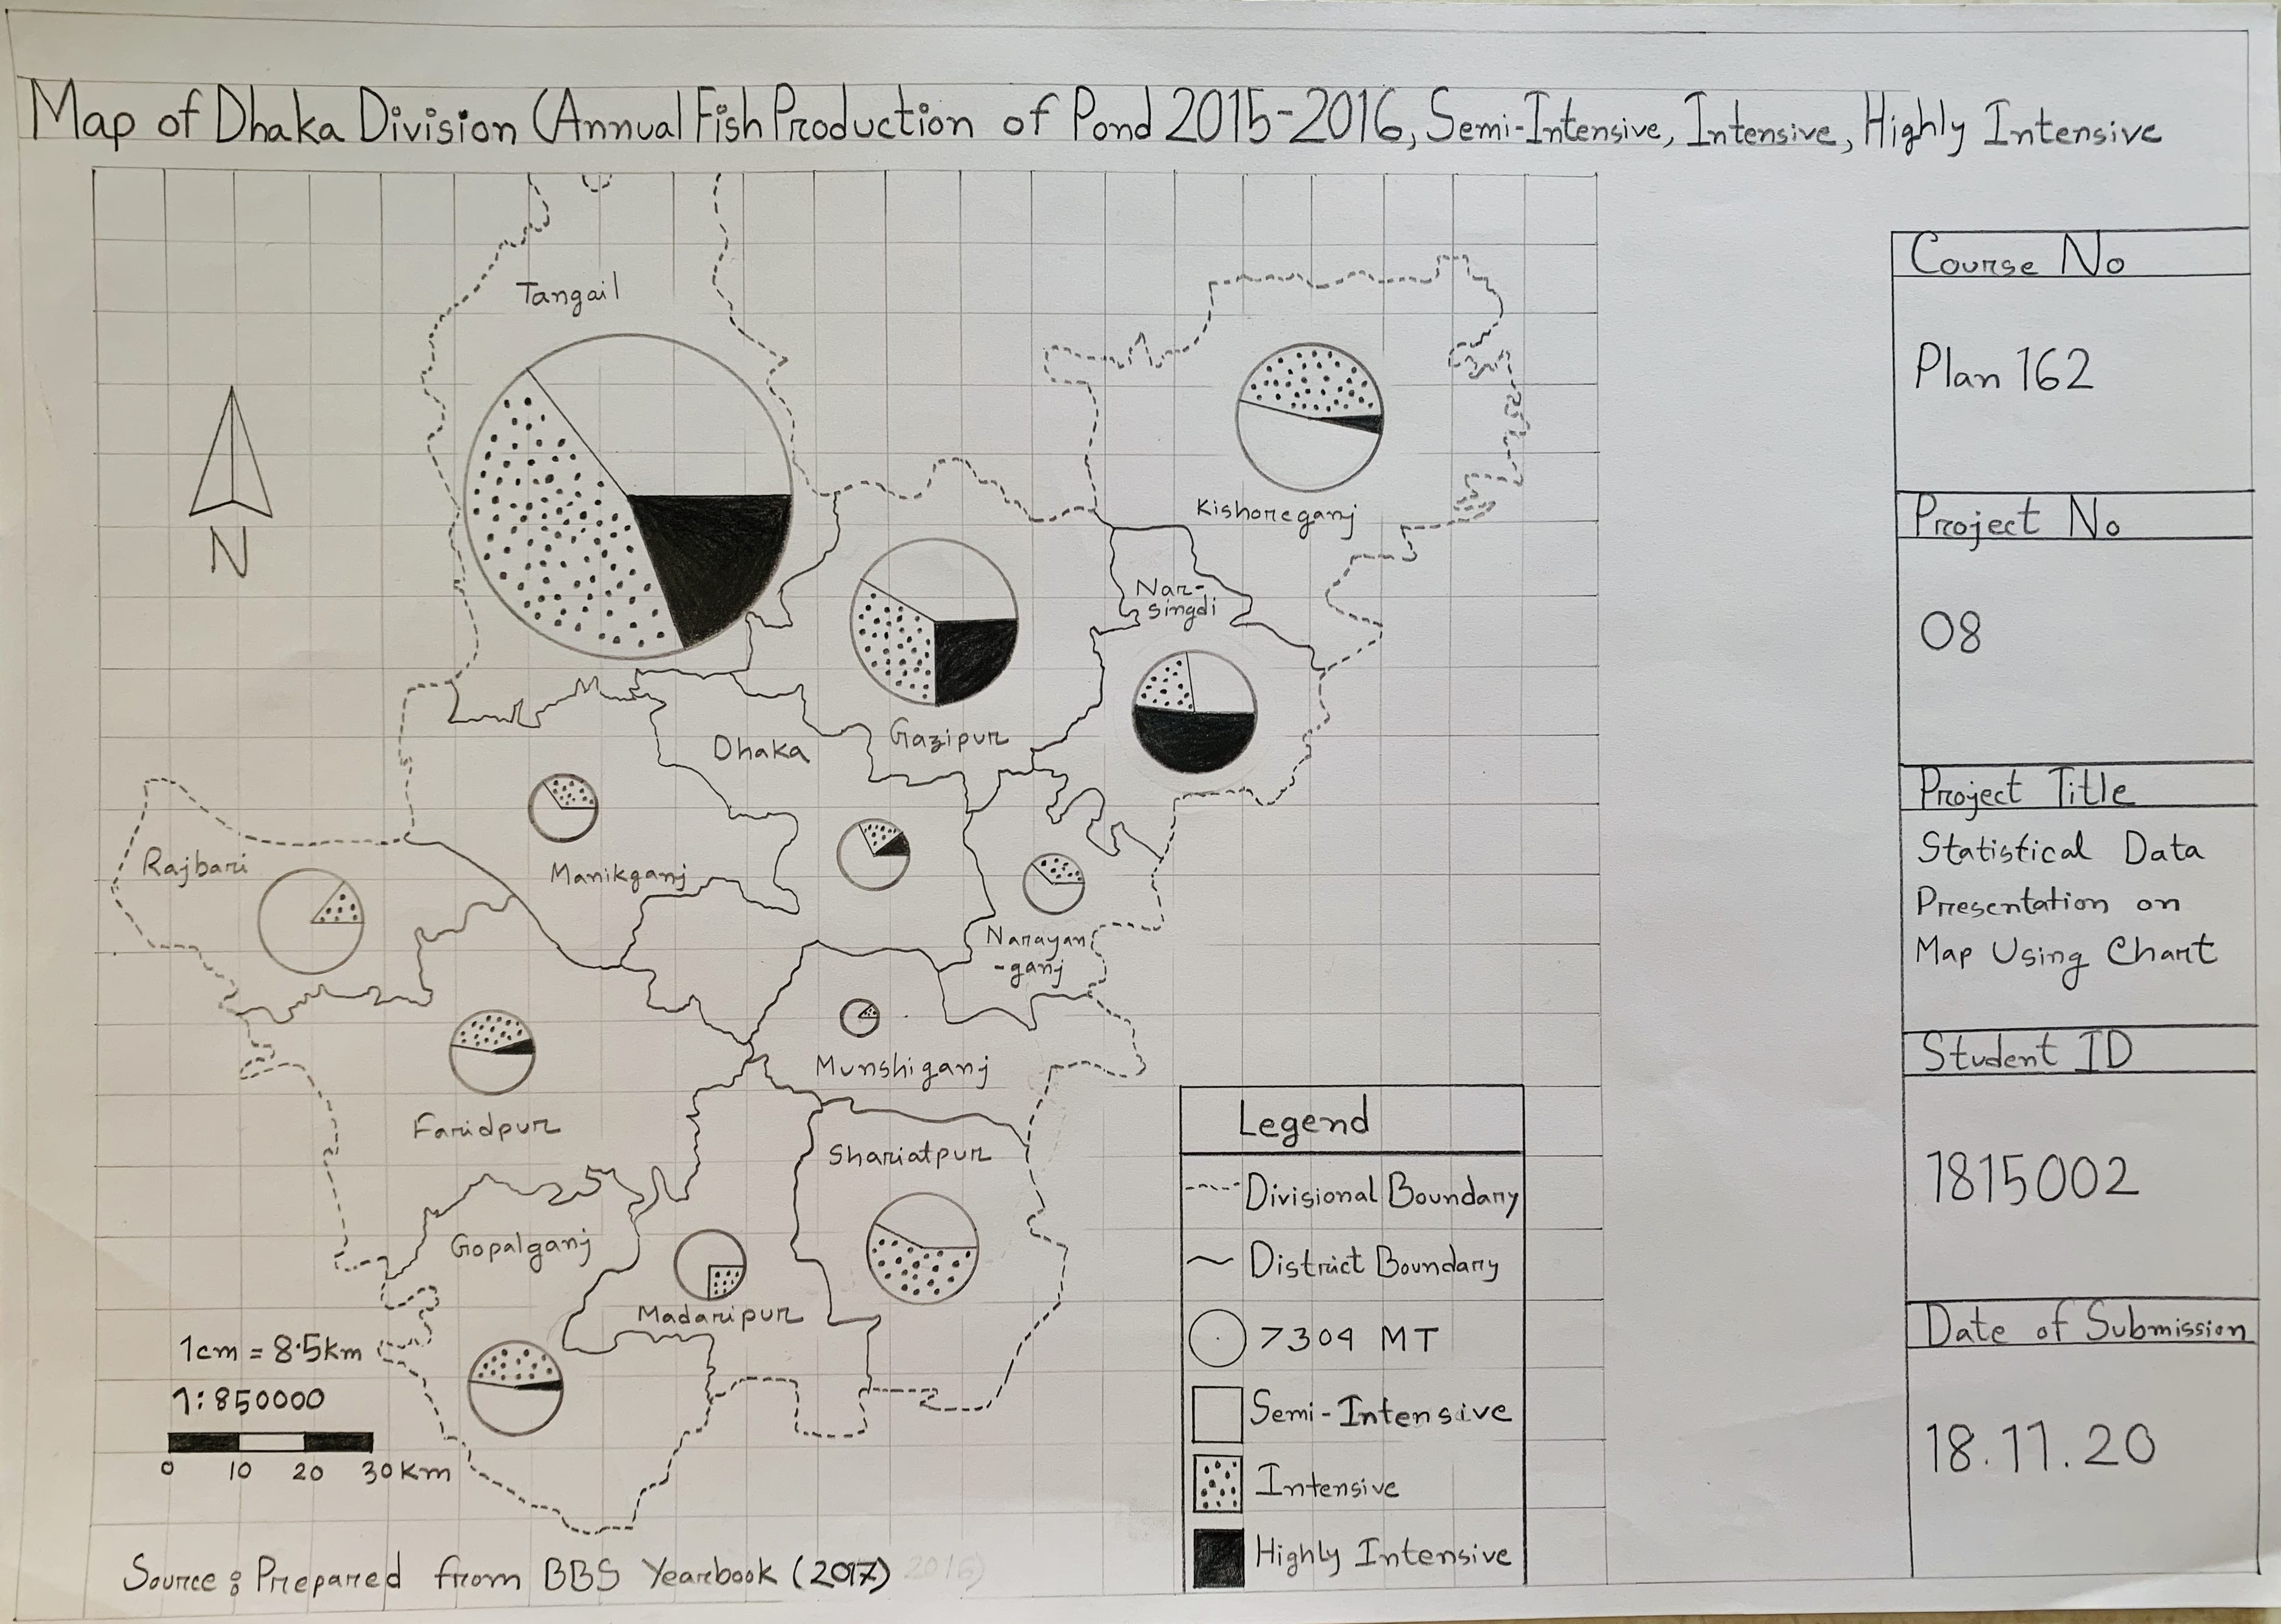 Map of Dhaka Division (Annual Fish Production of Pond 2015-2016, Semi-Intensive, Intensive, Highly Intensive
Tangail
Kishoreganj
Nar-
singdi
Gazipur
Dhaka
Manikganj
Rajbari
Narayan
-ganj
Munshiganj
Faridpur
Shariatpur
Gopalganj
Madaripur
N
1cm = 8.5km
1:850000
0 10 20 30km
Source: Prepared from BBS Yearbook (2017)
Legend
Divisional Boundary
District Boundary
7304 MT
Semi-Intensive
Intensive
Highly Intensive
Course No
Plan 162
Project No
08
Project Title
Statistical Data
Presentation on
Map Using Chart
Student ID
1815002
Date of Submission
18.11.20